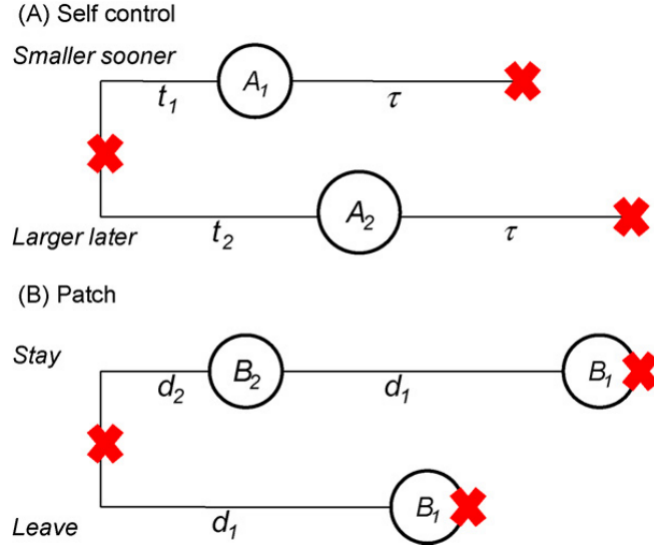 (A) Self control
Smaller sooner
t₁ A₁ τ
t₂ A₂ τ
Larger later
(B) Patch
Stay
d₂ B₂ d₁ B₁
d₁ B₁
Leave